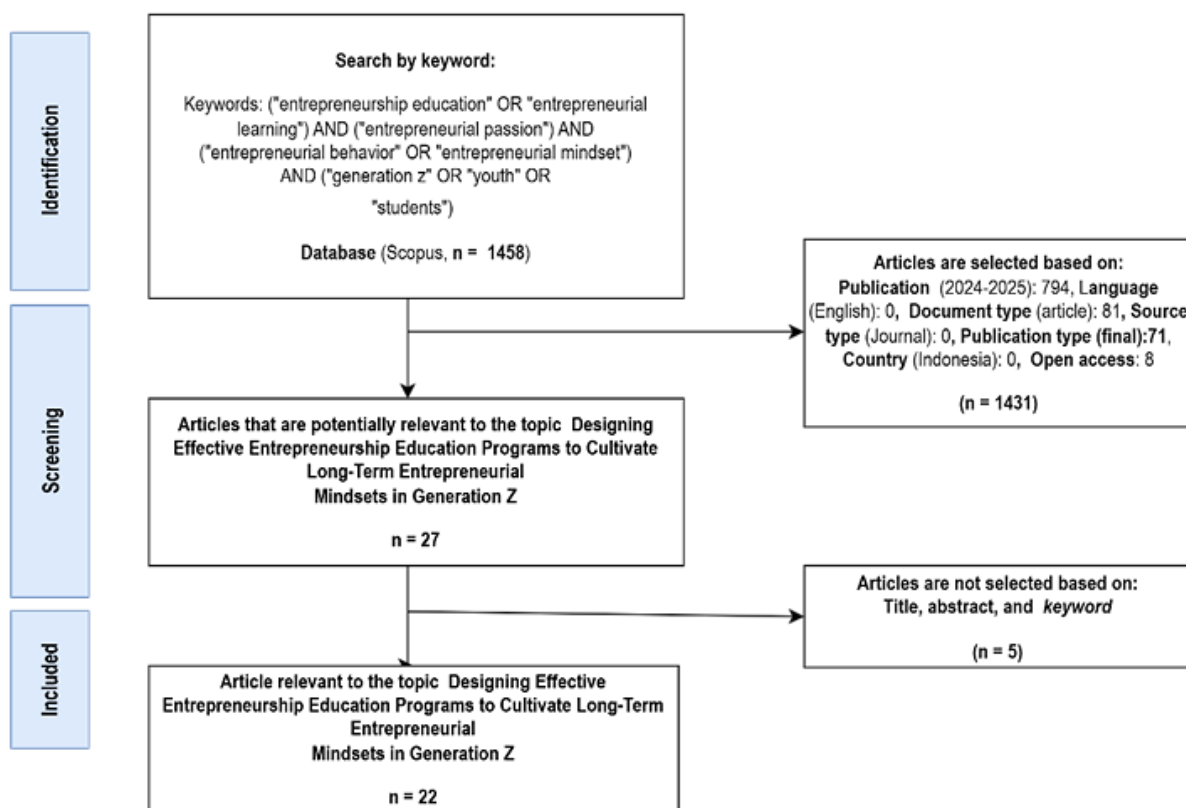 Identification
Search by keyword:
Keywords: ("entrepreneurship education" OR "entrepreneurial
learning") AND ("entrepreneurial passion") AND
("entrepreneurial behavior" OR "entrepreneurial mindset")
AND ("generation z" OR "youth" OR
"students")
Database (Scopus, n = 1458)
Articles are selected based on:
Publication (2024-2025): 794, Language
(English): 0, Document type (article): 81, Source
type (Journal): 0, Publication type (final):71,
Country (Indonesia): 0, Open access: 8
(n = 1431)
Screening
Articles that are potentially relevant to the topic Designing
Effective Entrepreneurship Education Programs to Cultivate
Long-Term Entrepreneurial
Mindsets in Generation Z
n = 27
Articles are not selected based on:
Title, abstract, and keyword
(n = 5)
Included
Article relevant to the topic Designing Effective
Entrepreneurship Education Programs to Cultivate Long-Term
Entrepreneurial
Mindsets in Generation Z
n = 22